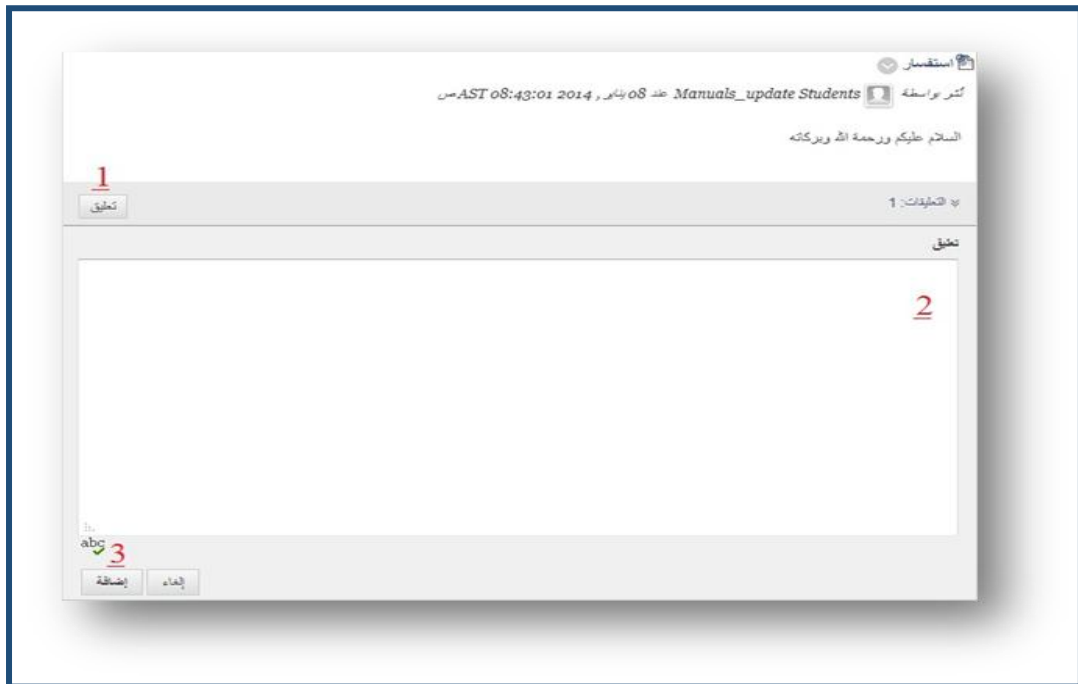 استفسار
نُشر بواسطة Manuals_update Students عند 08 يناير , 2014 08:43:01 AST ص
السلام عليكم ورحمة الله وبركاته
1
التعليقات: 1
تعليق
تعليق
2
abc
3
إلغاء
إضافة